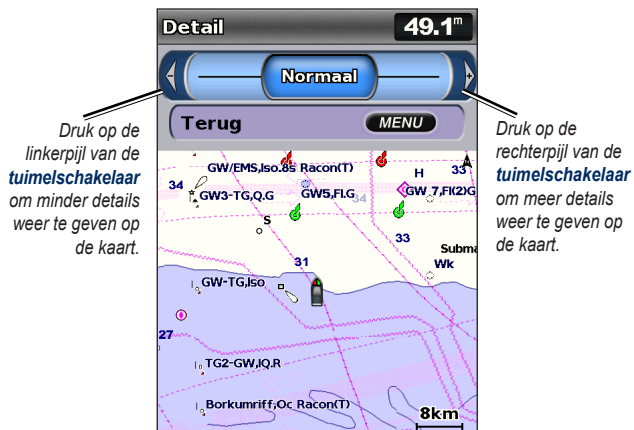 Detail
49.1m
Normaal
Terug
MENU
Druk op de
linkerpijl van de
tuimelschakelaar
om minder details
weer te geven op
de kaart.
Druk op de
rechterpijl van de
tuimelschakelaar
om meer details
weer te geven op
de kaart.
GW/EMS,Iso.8s Racon(T)
H
33
34
GW3-TG,Q.G
GW5,Fl.G
34
GW 7,Fl(2)G
S
33
Subma
31
Wk
GW-TG,Iso
27
TG2-GW,IQ.R
Borkumriff,Oc Racon(T)
8km